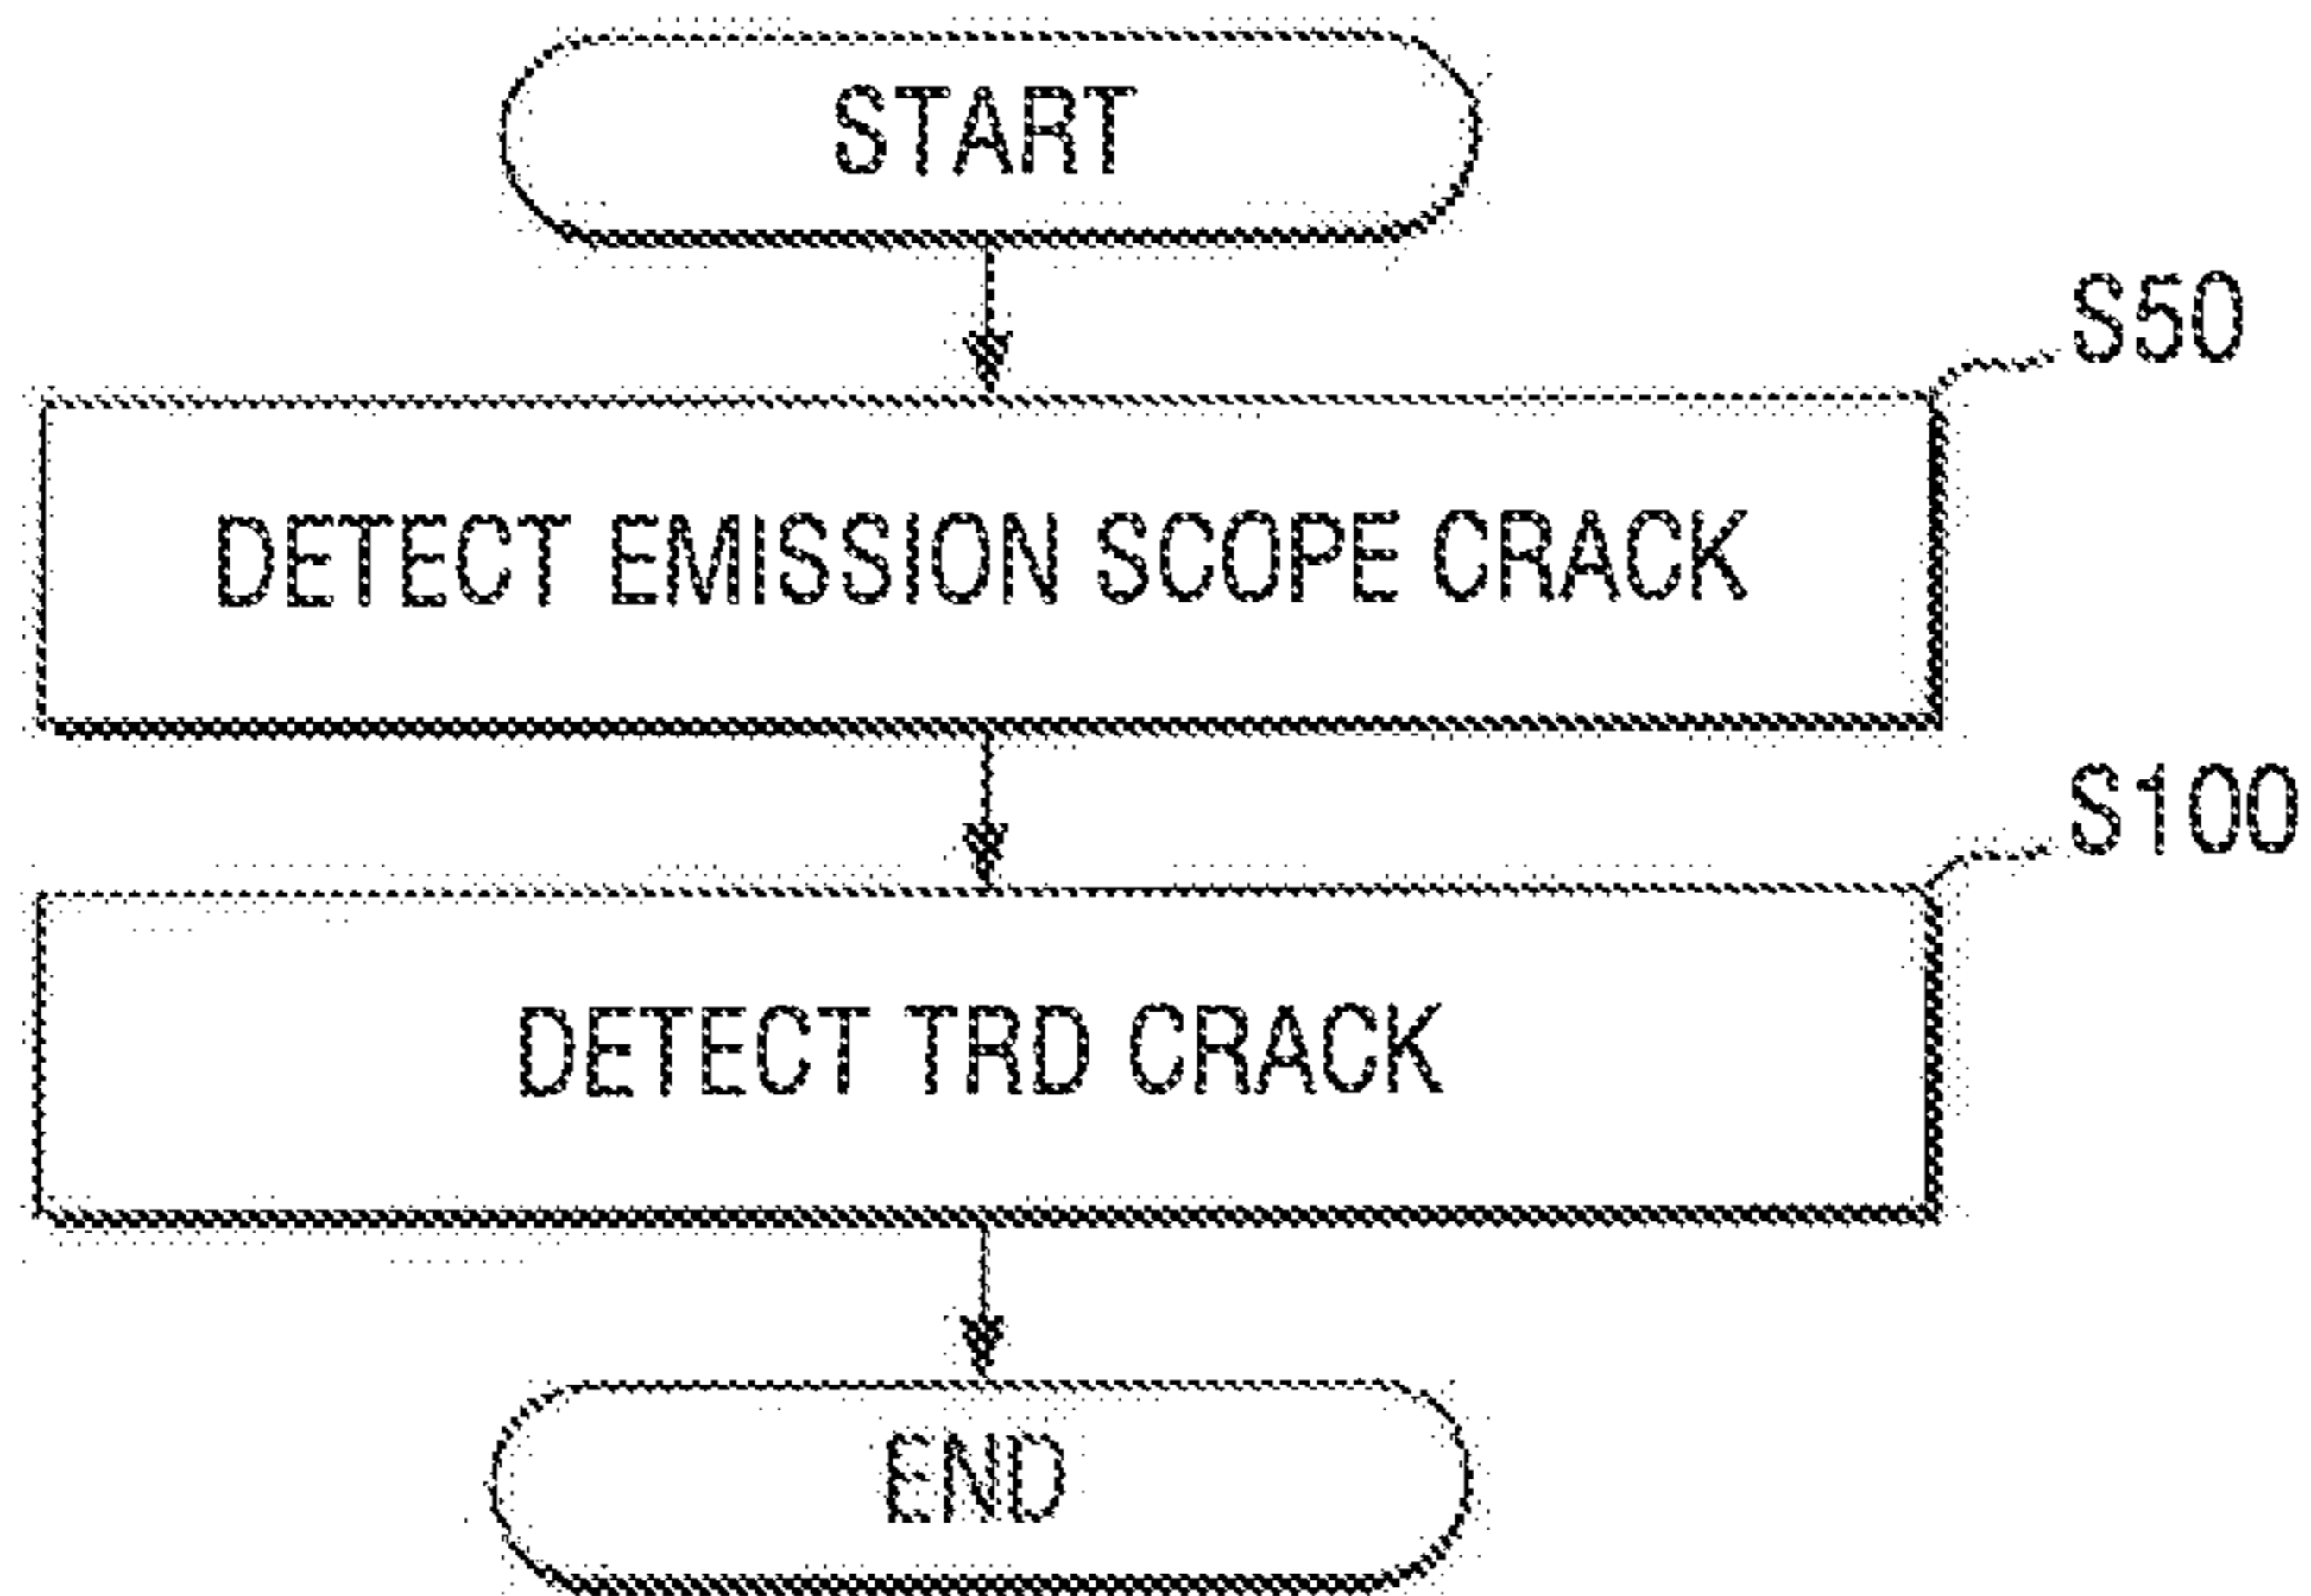 START
S50
DETECT EMISSION SCOPE CRACK
S100
DETECT TRD CRACK
END